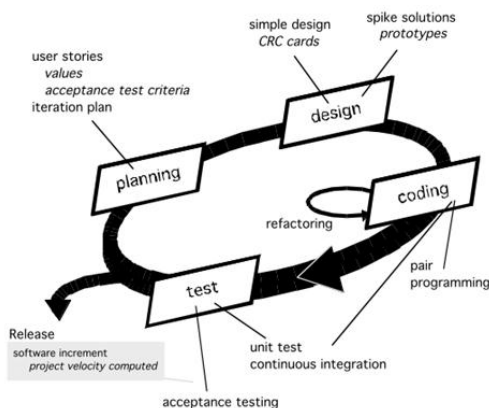 simple design
CRC cards
spike solutions
prototypes
user stories
values
acceptance test criteria
iteration plan
design
planning
coding
refactoring
test
pair
programming
Release
software increment
project velocity computed
unit test
continuous integration
acceptance testing